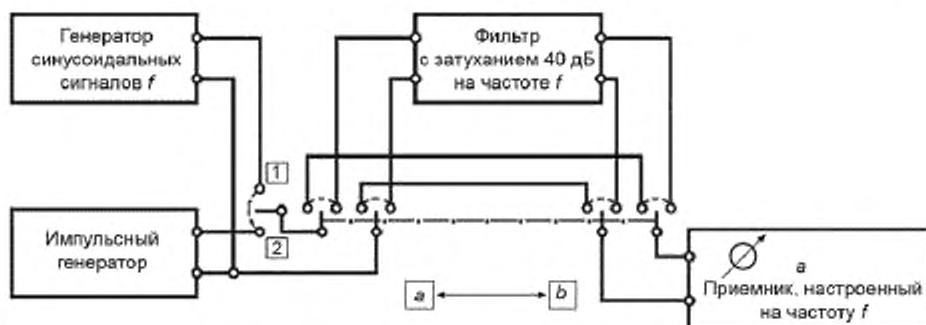 Генератор
синусоидальных
сигналов f
Фильтр
с затуханием 40 дБ
на частоте f
1
2
Импульсный
генератор
a
b
a
Приемник, настроенный
на частоту f